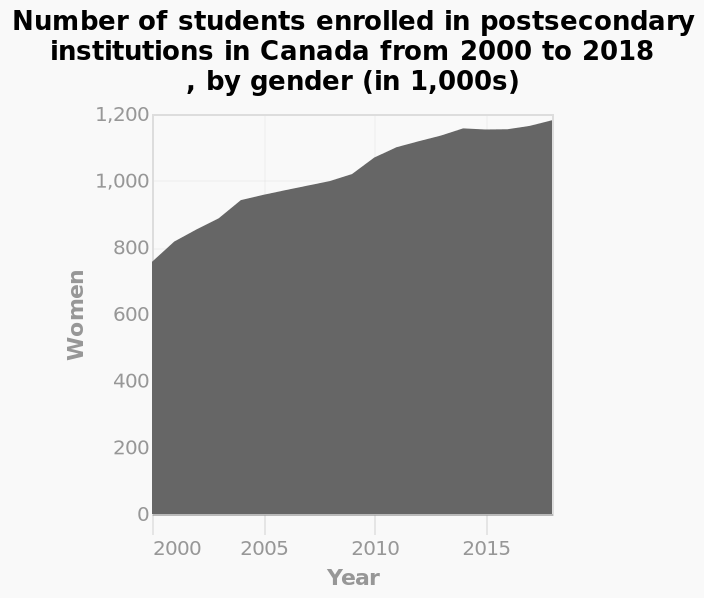 Number of students enrolled in postsecondary
institutions in Canada from 2000 to 2018
, by gender (in 1,000s)
1,200
1,000
800
600
400
200
0
Women
2000 2005 2010 2015
Year